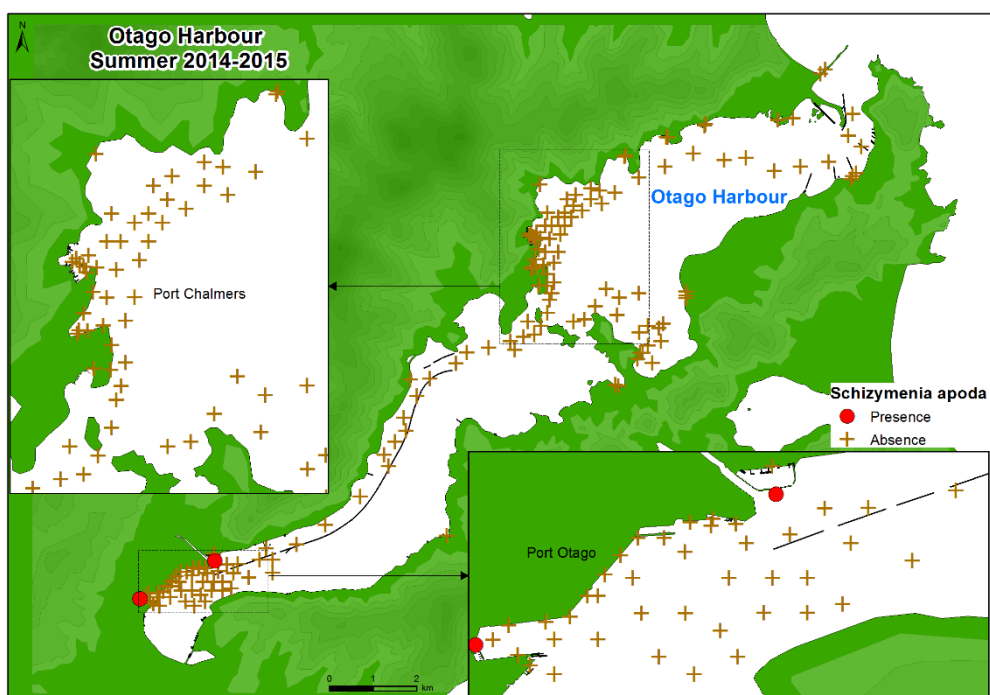 N
Otago Harbour
Summer 2014-2015
Port Chalmers
Otago Harbour
Schizymenia apoda
Presence
Absence
Port Otago
0 1 2
km